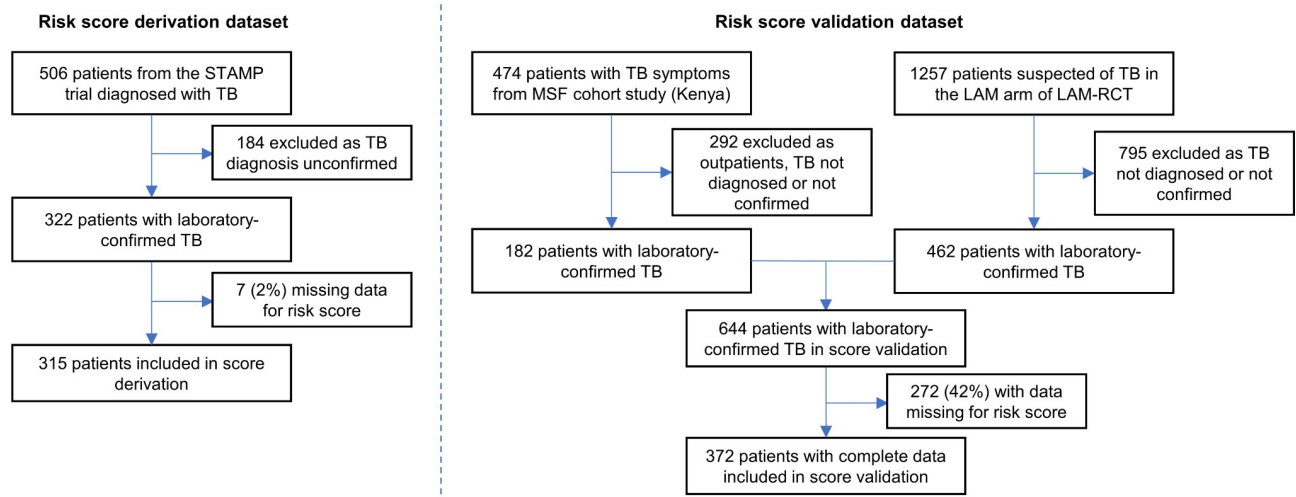 Risk score derivation dataset
506 patients from the STAMP
trial diagnosed with TB
184 excluded as TB
diagnosis unconfirmed
322 patients with laboratory-
confirmed TB
7 (2%) missing data
for risk score
315 patients included in score
derivation
Risk score validation dataset
474 patients with TB symptoms
from MSF cohort study (Kenya)
292 excluded as
outpatients, TB not
diagnosed or not
confirmed
182 patients with laboratory-
confirmed TB
1257 patients suspected of TB in
the LAM arm of LAM-RCT
795 excluded as TB
not diagnosed or not
confirmed
462 patients with laboratory-
confirmed TB
644 patients with laboratory-
confirmed TB in score validation
272 (42%) with data
missing for risk score
372 patients with complete data
included in score validation